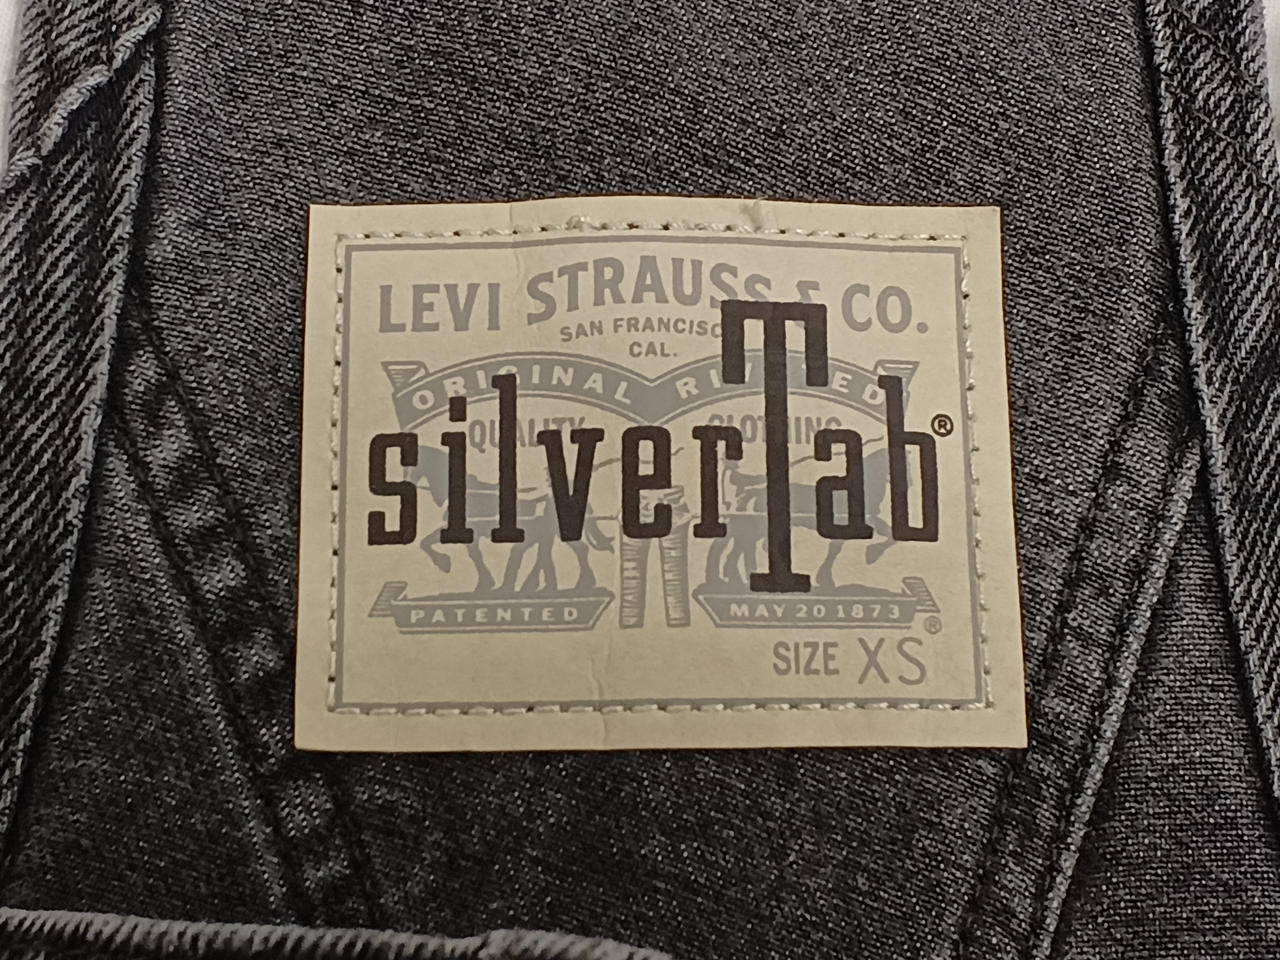 LEVI STRAUSS & CO.
SAN FRANCISCO
CAL.
ORIGINAL RIVETED
QUALITY CLOTHING
silverTab®
PATENTED MAY 20 1873
®
SIZE XS